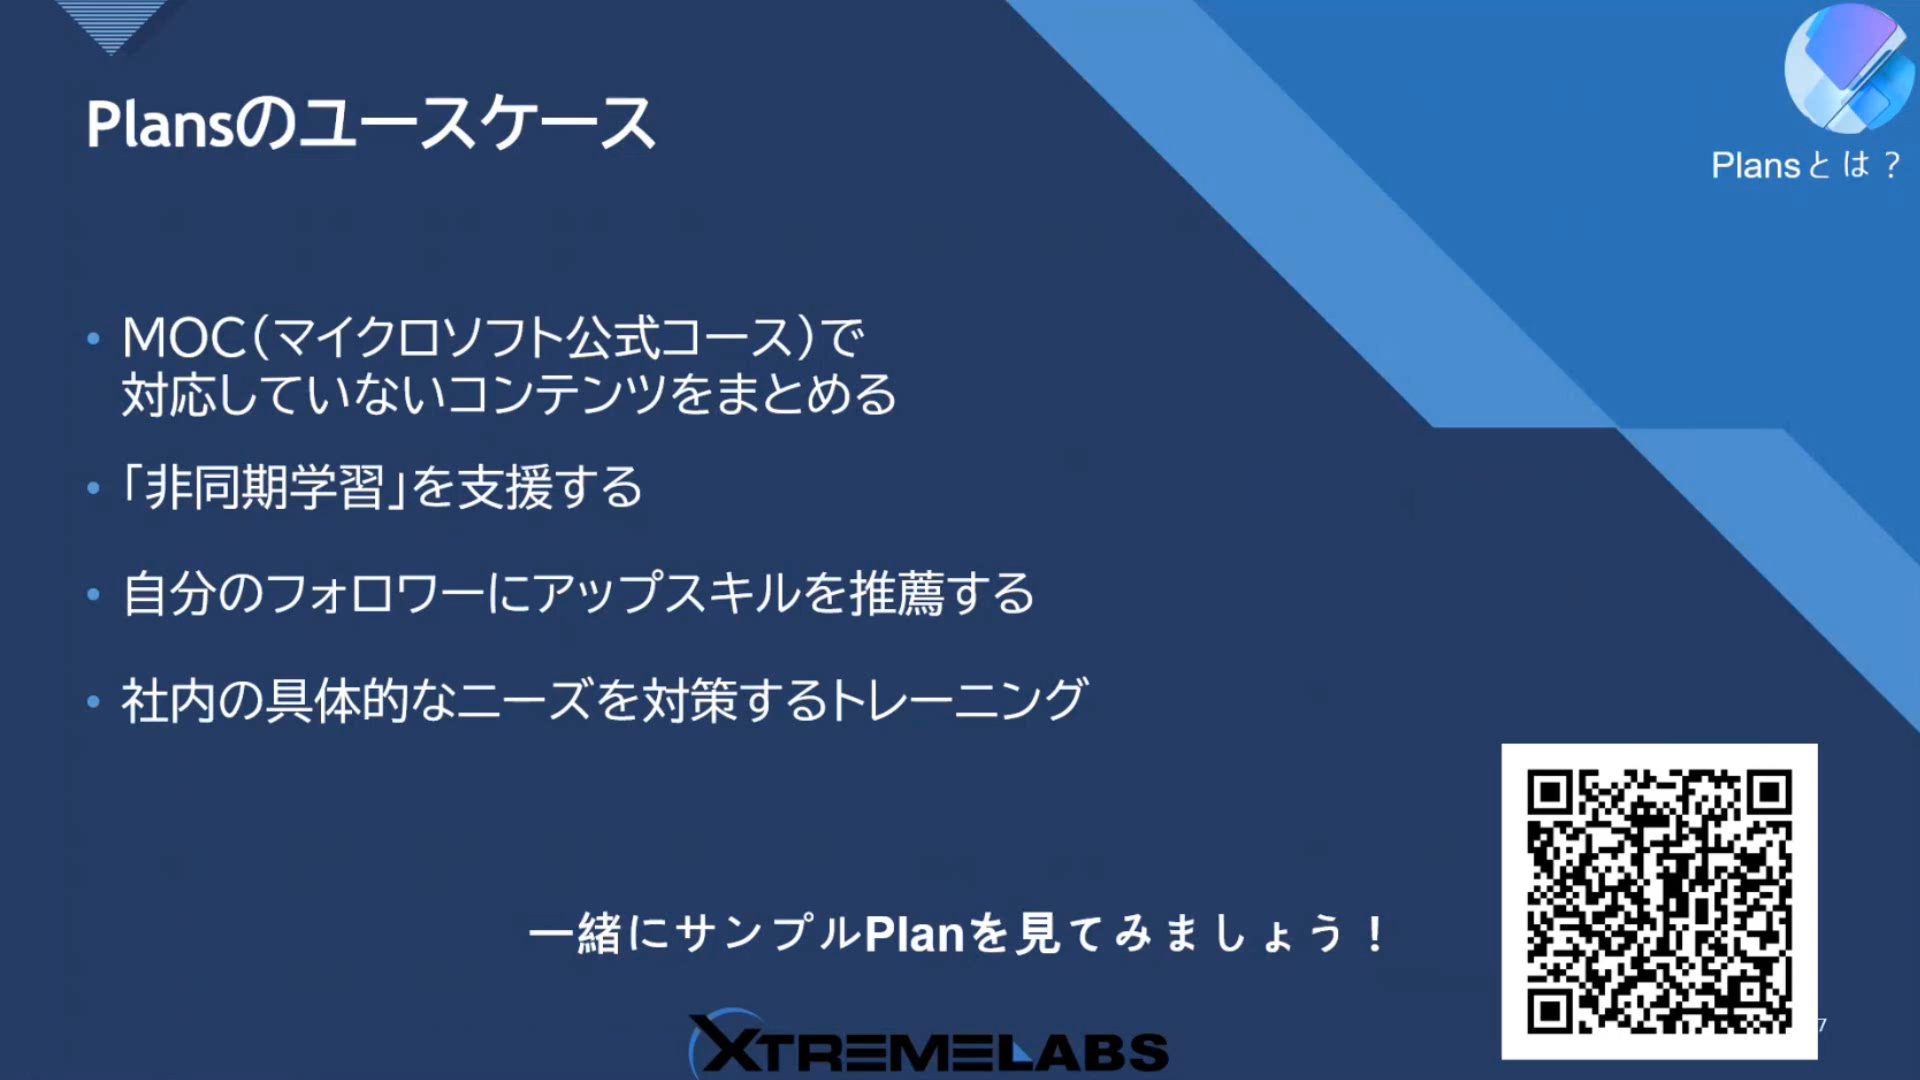 Plansのユースケース
Plansとは？
MOC（マイクロソフト公式コース）で
対応していないコンテンツをまとめる
「非同期学習」を支援する
自分のフォロワーにアップスキルを推薦する
社内の具体的なニーズを対策するトレーニング
一緒にサンプルPlanを見てみましょう！
XTREMELABS
7